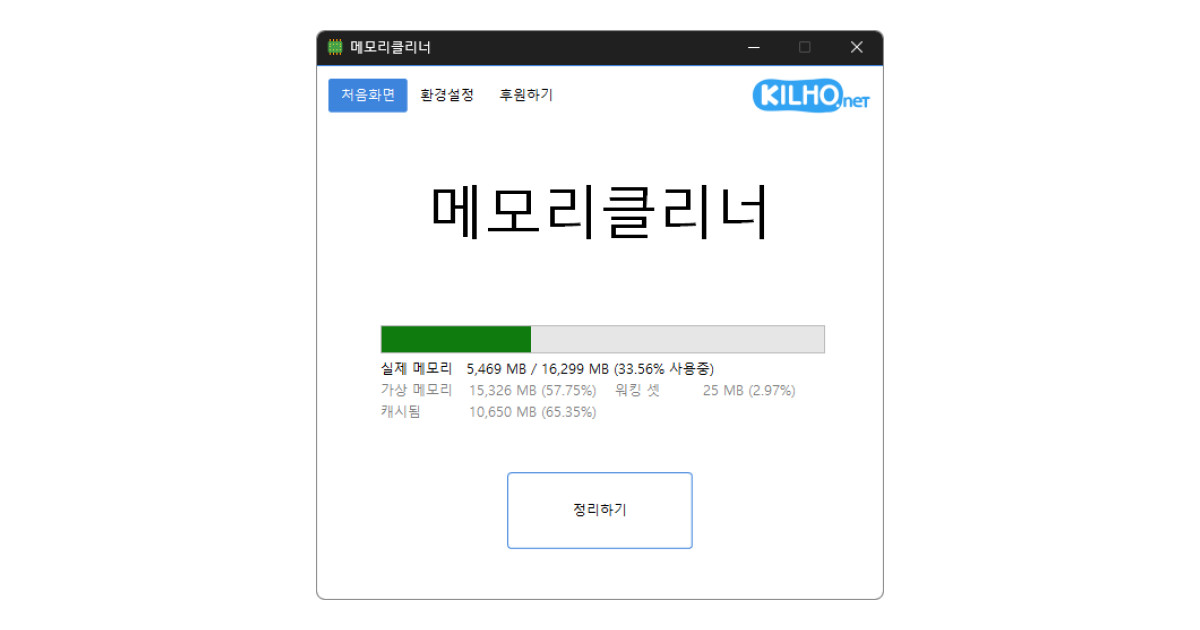 메모리클리너
처음화면 환경설정 후원하기 KILHO.net
메모리클리너
실제 메모리 5,469 MB / 16,299 MB (33.56% 사용중)
가상 메모리 15,326 MB (57.75%) 워킹 셋 25 MB (2.97%)
캐시됨 10,650 MB (65.35%)
정리하기